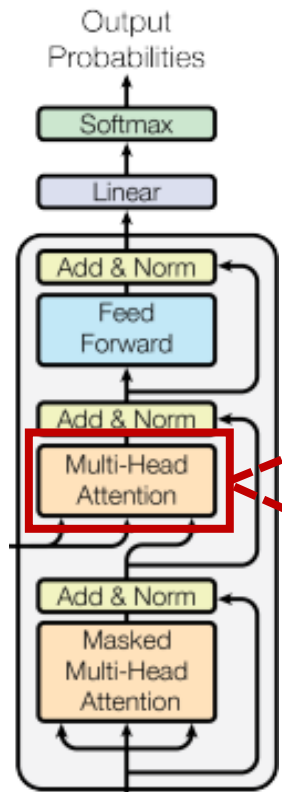 Output
Probabilities
Softmax
Linear
Add & Norm
Feed
Forward
Add & Norm
Multi-Head
Attention
Add & Norm
Masked
Multi-Head
Attention